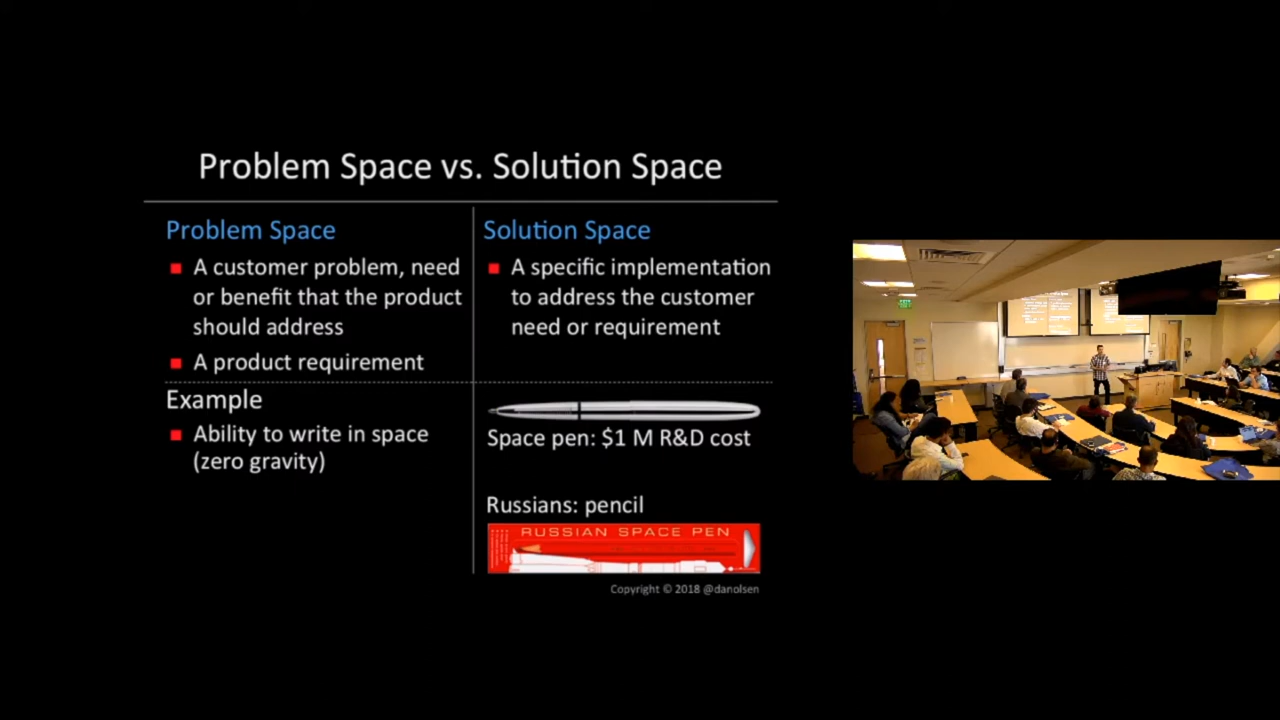 Problem Space vs. Solution Space
Problem Space
A customer problem, need
or benefit that the product
should address
A product requirement
Example
Ability to write in space
(zero gravity)
Solution Space
A specific implementation
to address the customer
need or requirement
Space pen: $1 M R&D cost
Russians: pencil
RUSSIAN SPACE PEN
Copyright © 2018 @danolsen